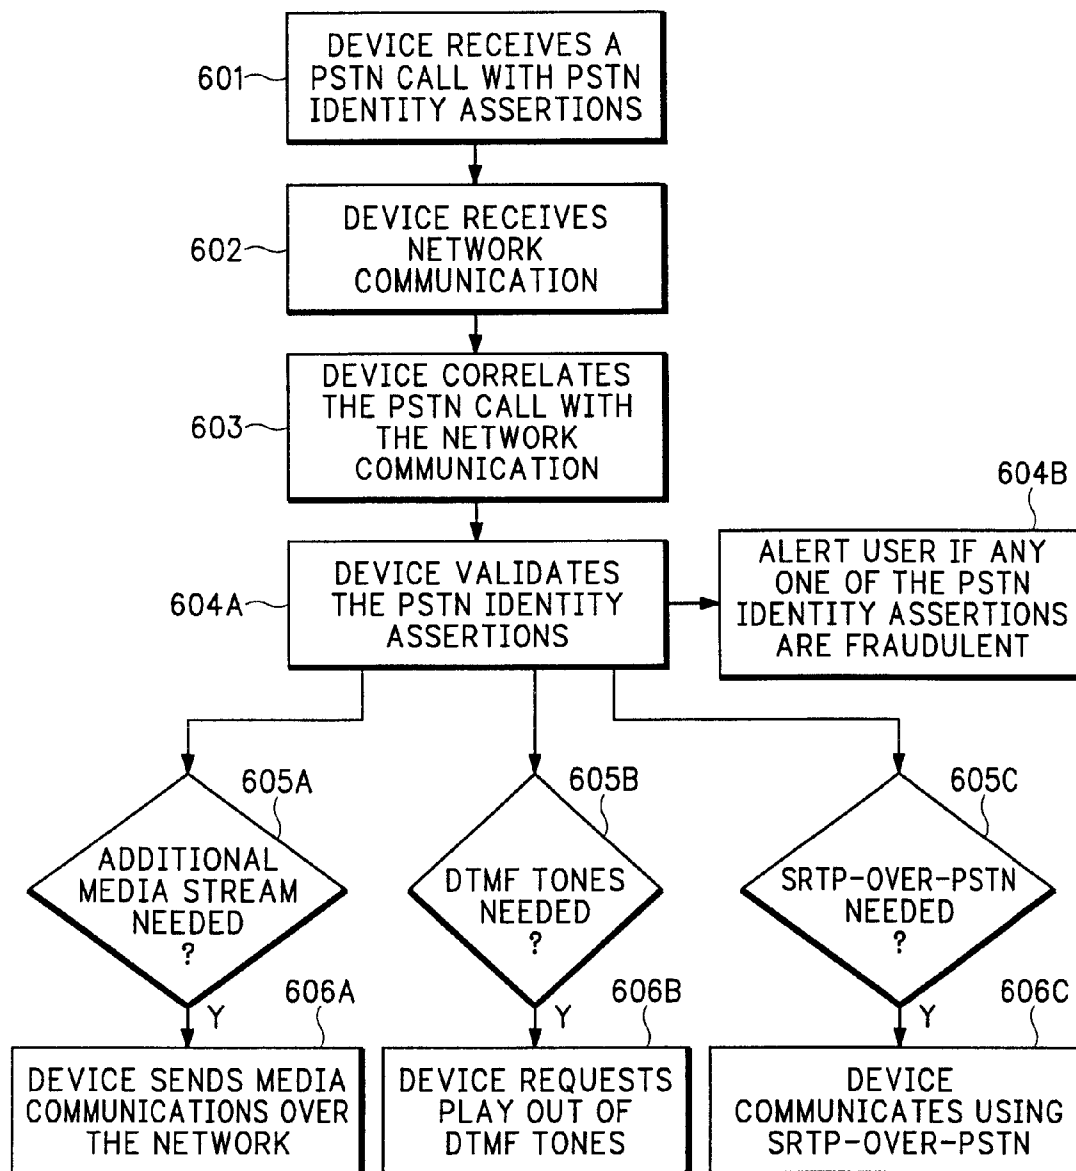 601
DEVICE RECEIVES A
PSTN CALL WITH PSTN
IDENTITY ASSERTIONS
602
DEVICE RECEIVES
NETWORK
COMMUNICATION
603
DEVICE CORRELATES
THE PSTN CALL WITH
THE NETWORK
COMMUNICATION
604A
DEVICE VALIDATES
THE PSTN IDENTITY
ASSERTIONS
604B
ALERT USER IF ANY
ONE OF THE PSTN
IDENTITY ASSERTIONS
ARE FRAUDULENT
605A
ADDITIONAL
MEDIA STREAM
NEEDED
?
Y
605B
DTMF TONES
NEEDED
?
Y
605C
SRTP-OVER-PSTN
NEEDED
?
Y
606A
DEVICE SENDS MEDIA
COMMUNICATIONS OVER
THE NETWORK
606B
DEVICE REQUESTS
PLAY OUT OF
DTMF TONES
606C
DEVICE
COMMUNICATES USING
SRTP-OVER-PSTN